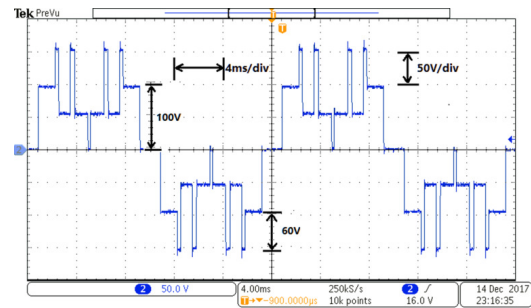 Tek PreVu
T
T
4ms/div
50V/div
100V
2
60V
2 50.0 V
4.00ms 250kS/s 2 /
T→▼-900.0000µs 10k points 16.0 V
14 Dec 2017
23:16:35